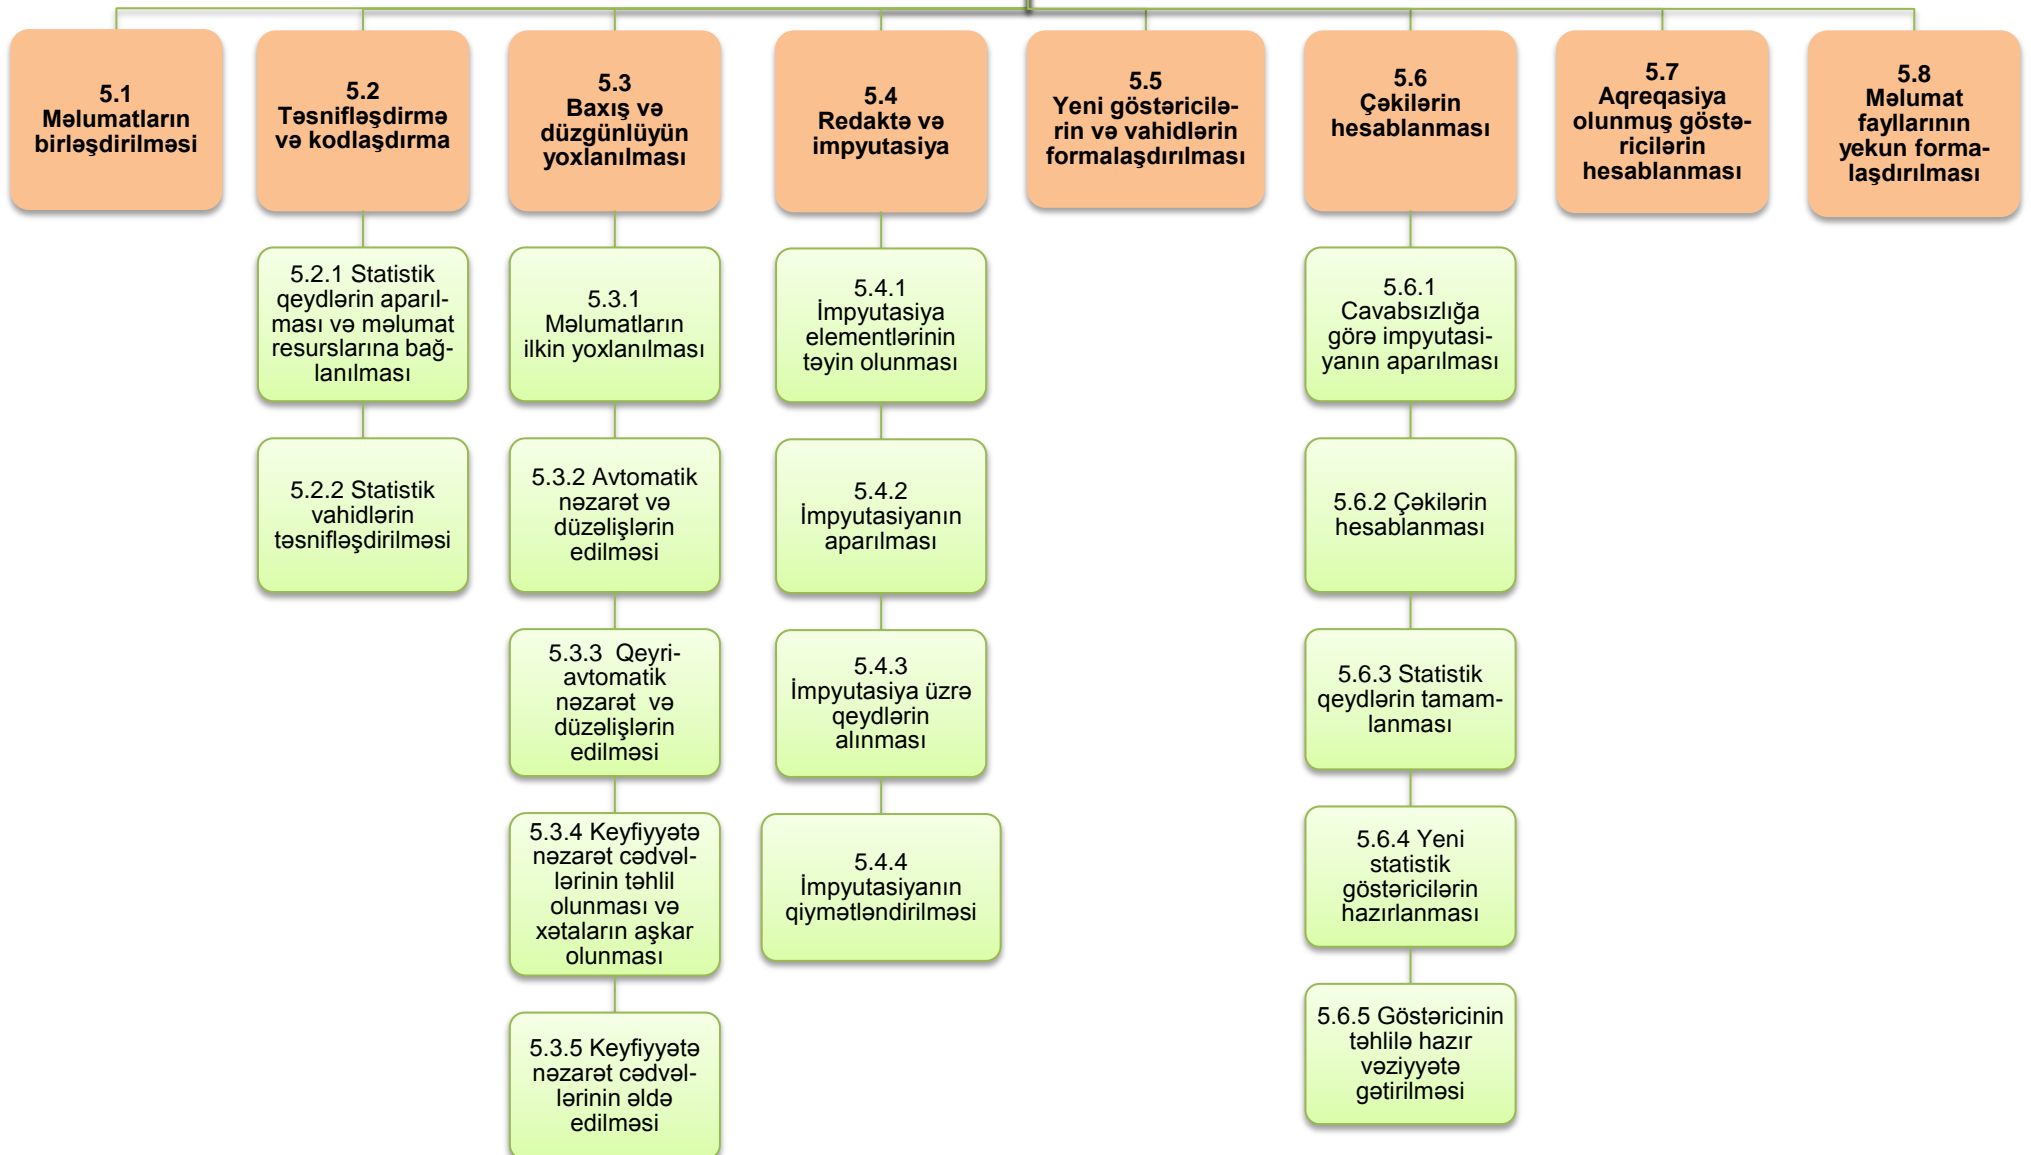 5.1
Məlumatların
birləşdirilməsi
5.2
Təsnifləşdirmə
və kodlaşdırma
5.3
Baxış və
düzgünlüyün
yoxlanılması
5.4
Redaktə və
impyutasiya
5.5
Yeni göstəricilə-
rin və vahidlərin
formalaşdırılması
5.6
Çəkilərin
hesablanması
5.7
Aqreqasiya
olunmuş göstə-
ricilərin
hesablanması
5.8
Məlumat
fayllarının
yekun forma-
laşdırılması
5.2.1 Statistik
qeydlərin aparıl-
ması və məlumat
resurslarına bağ-
lanılması
5.2.2 Statistik
vahidlərin
təsnifləşdirilməsi
5.3.1
Məlumatların
ilkin yoxlanılması
5.3.2 Avtomatik
nəzarət və
düzəlişlərin
edilməsi
5.3.3  Qeyri-
avtomatik
nəzarət  və
düzəlişlərin
edilməsi
5.3.4 Keyfiyyətə
nəzarət cədvəl-
lərinin təhlil
olunması və
xətaların aşkar
olunması
5.3.5 Keyfiyyətə
nəzarət cədvəl-
lərinin əldə
edilməsi
5.4.1
İmpyutasiya
elementlərinin
təyin olunması
5.4.2
İmpyutasiyanın
aparılması
5.4.3
İmpyutasiya üzrə
qeydlərin
alınması
5.4.4
İmpyutasiyanın
qiymətləndirilməsi
5.6.1
Cavabsızlığa
görə impyutasi-
yanın aparılması
5.6.2 Çəkilərin
hesablanması
5.6.3 Statistik
qeydlərin tamam-
lanması
5.6.4 Yeni
statistik
göstəricilərin
hazırlanması
5.6.5 Göstəricinin
təhlilə hazır
vəziyyətə
gətirilməsi